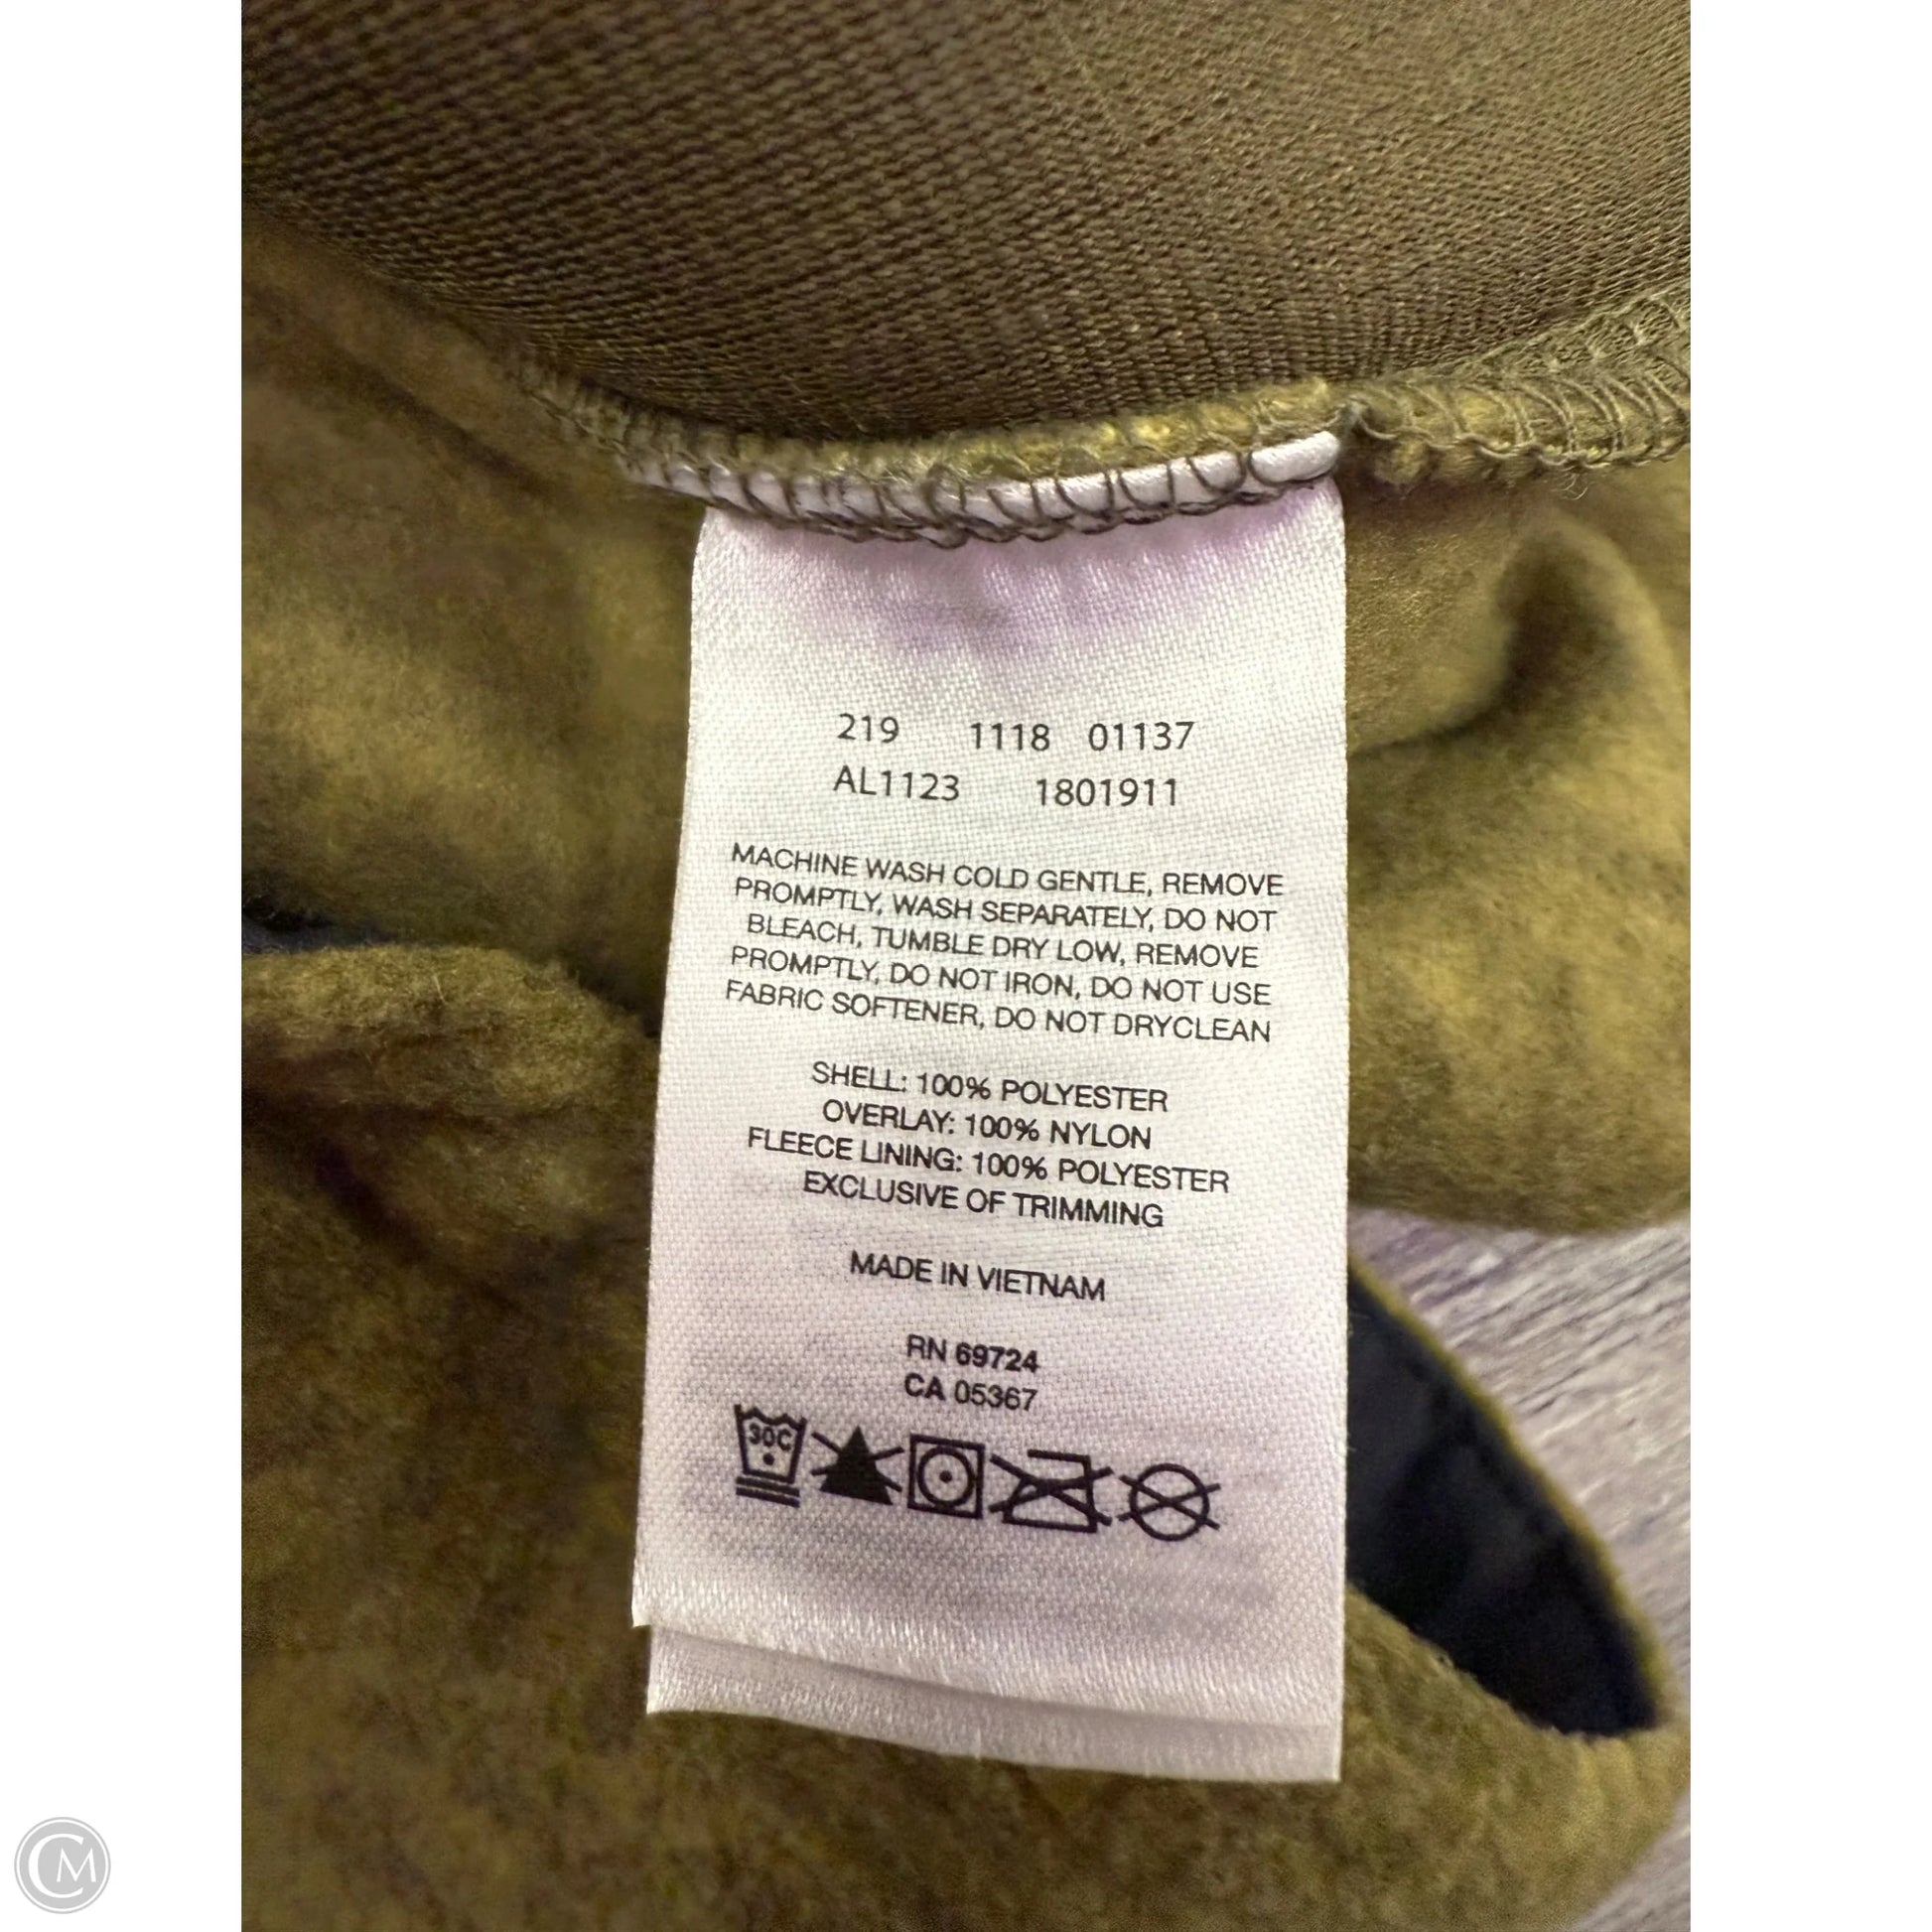 219 1118 01137
AL1123 1801911
MACHINE WASH COLD GENTLE, REMOVE
PROMPTLY, WASH SEPARATELY, DO NOT
BLEACH, TUMBLE DRY LOW, REMOVE
PROMPTLY, DO NOT IRON, DO NOT USE
FABRIC SOFTENER, DO NOT DRYCLEAN
SHELL: 100% POLYESTER
OVERLAY: 100% NYLON
FLEECE LINING: 100% POLYESTER
EXCLUSIVE OF TRIMMING
MADE IN VIETNAM
RN 69724
CA 05367
30C
CM